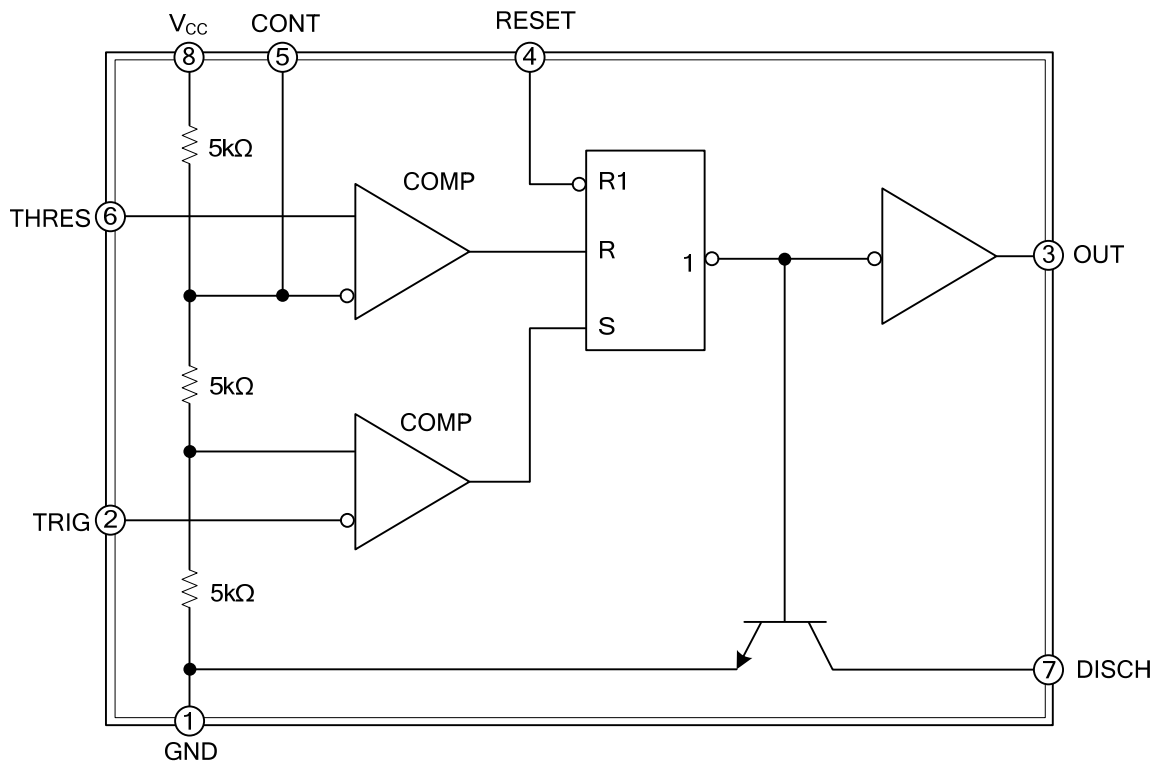 VCC
CONT
RESET
8
5
4
5kΩ
COMP
R1
THRES
6
R
1
3
OUT
S
5kΩ
COMP
TRIG
2
5kΩ
7
DISCH
1
GND